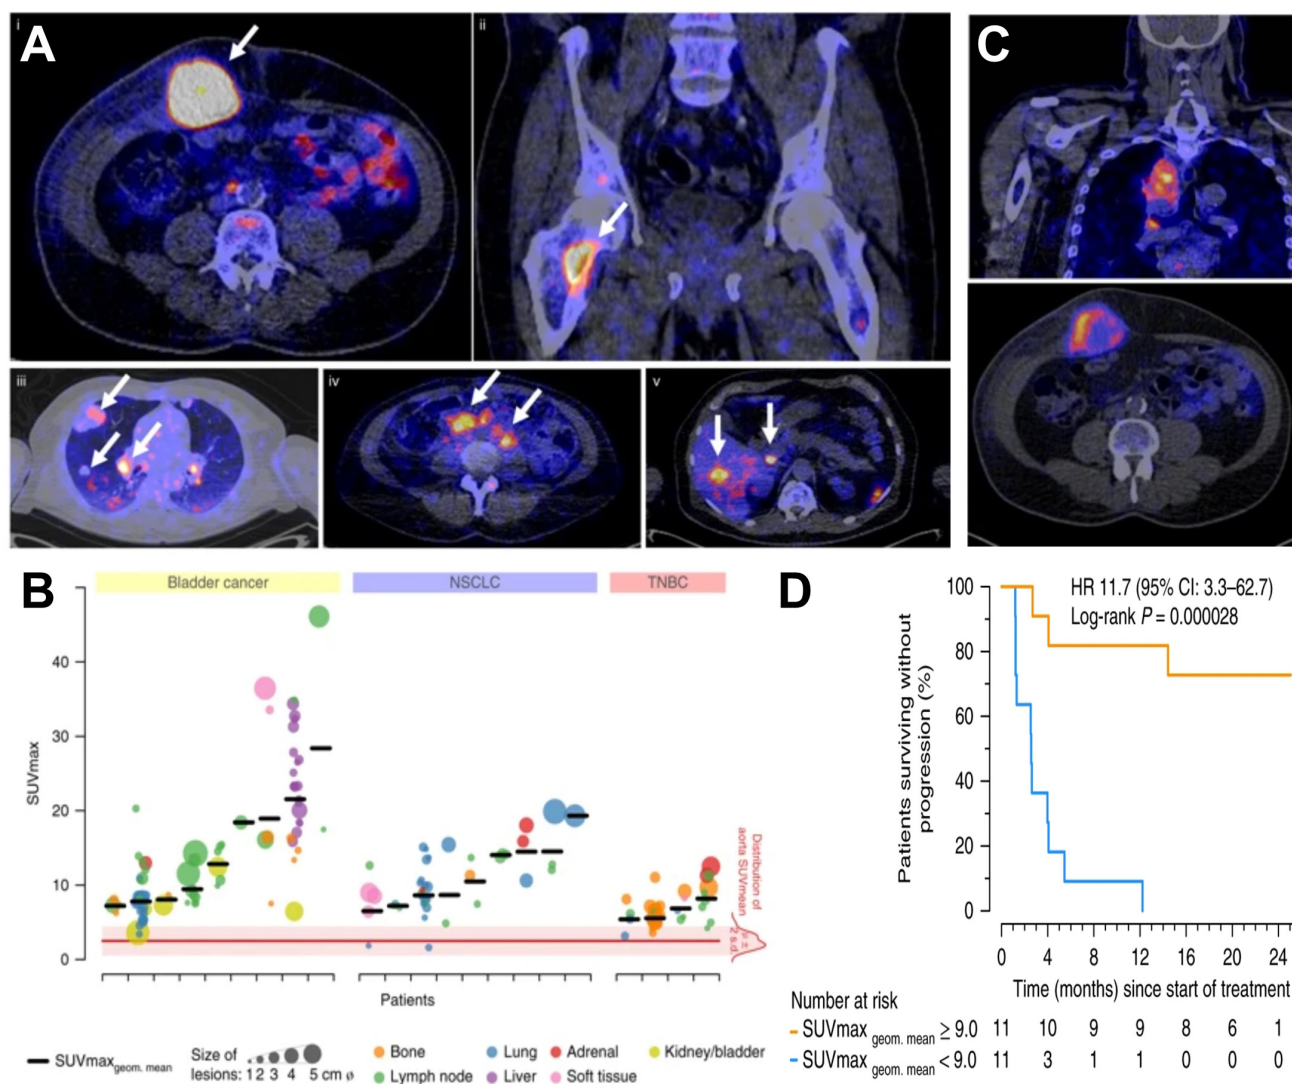 A
i
ii
C
iii
iv
v
B
Bladder cancer
NSCLC
TNBC
SUVmax
40
30
20
10
0
Distribution of
aorta SUVmean
μ ±
2 s.d.
Patients
SUVmax geom. mean
Size of
lesions: 1 2 3 4 5 cm ø
Bone
Lung
Adrenal
Kidney/bladder
Lymph node
Liver
Soft tissue
D
HR 11.7 (95% CI: 3.3–62.7)
Log-rank P = 0.000028
Patients surviving without
progression (%)
100
80
60
40
20
0
0 4 8 12 16 20 24
Time (months) since start of treatment
Number at risk
SUVmax geom. mean ≥ 9.0 11 10 9 9 8 6 1
SUVmax geom. mean < 9.0 11 3 1 1 0 0 0